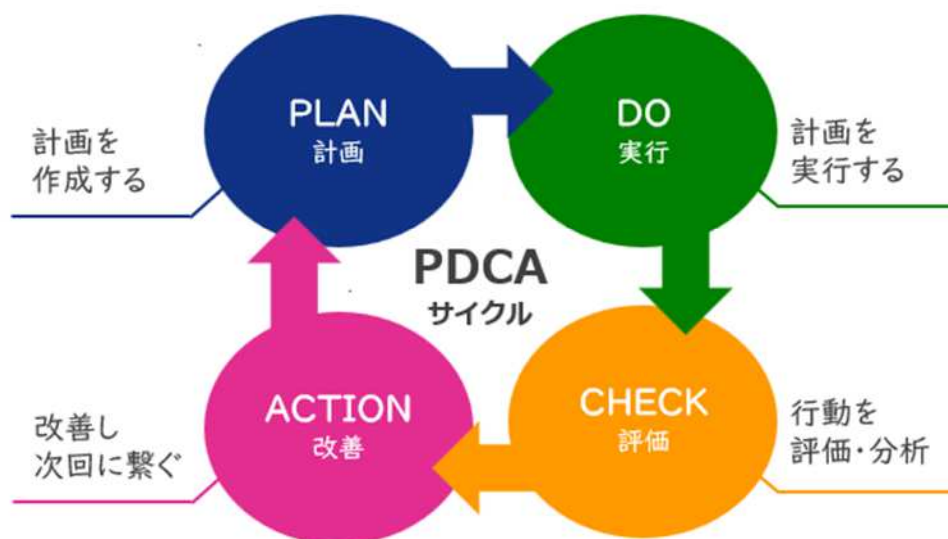 PLAN
計画
計画を
作成する
DO
実行
計画を
実行する
PDCA
サイクル
ACTION
改善
改善し
次回に繋ぐ
CHECK
評価
行動を
評価・分析